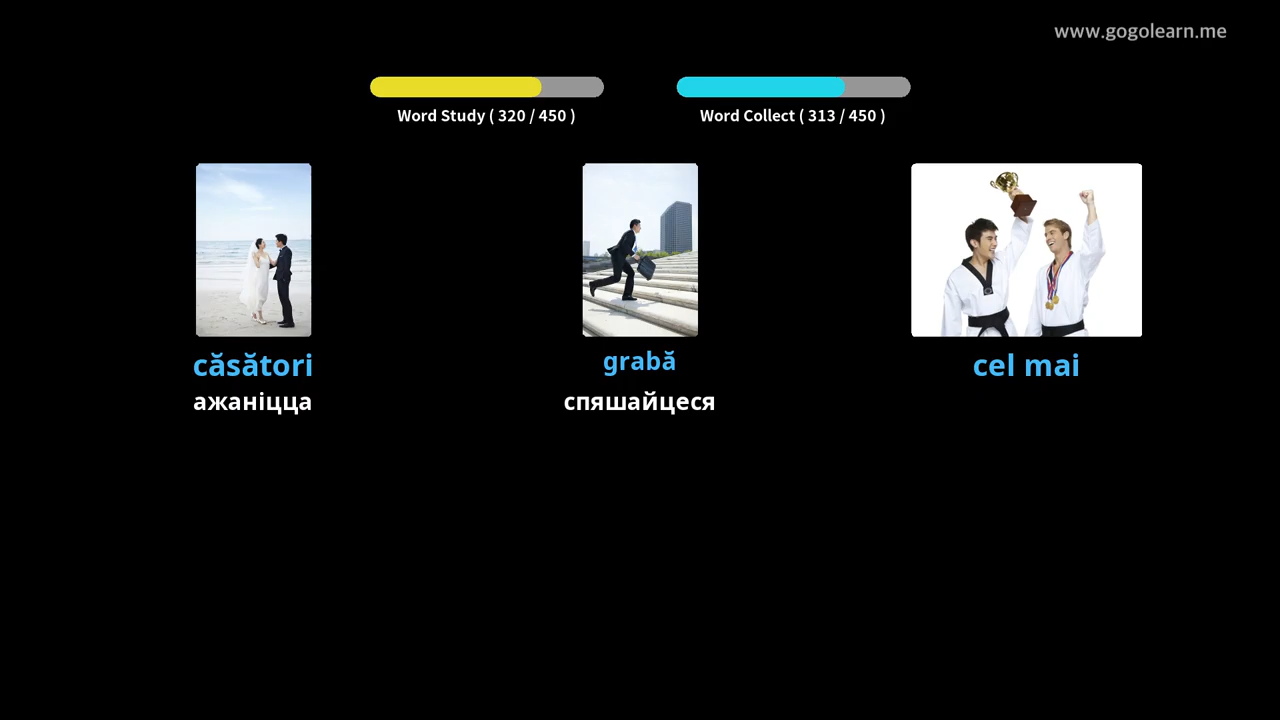 www.gogolearn.me
Word Study ( 320 / 450 )
Word Collect ( 313 / 450 )
căsători
ажаніцца
grabă
спяшайцеся
cel mai